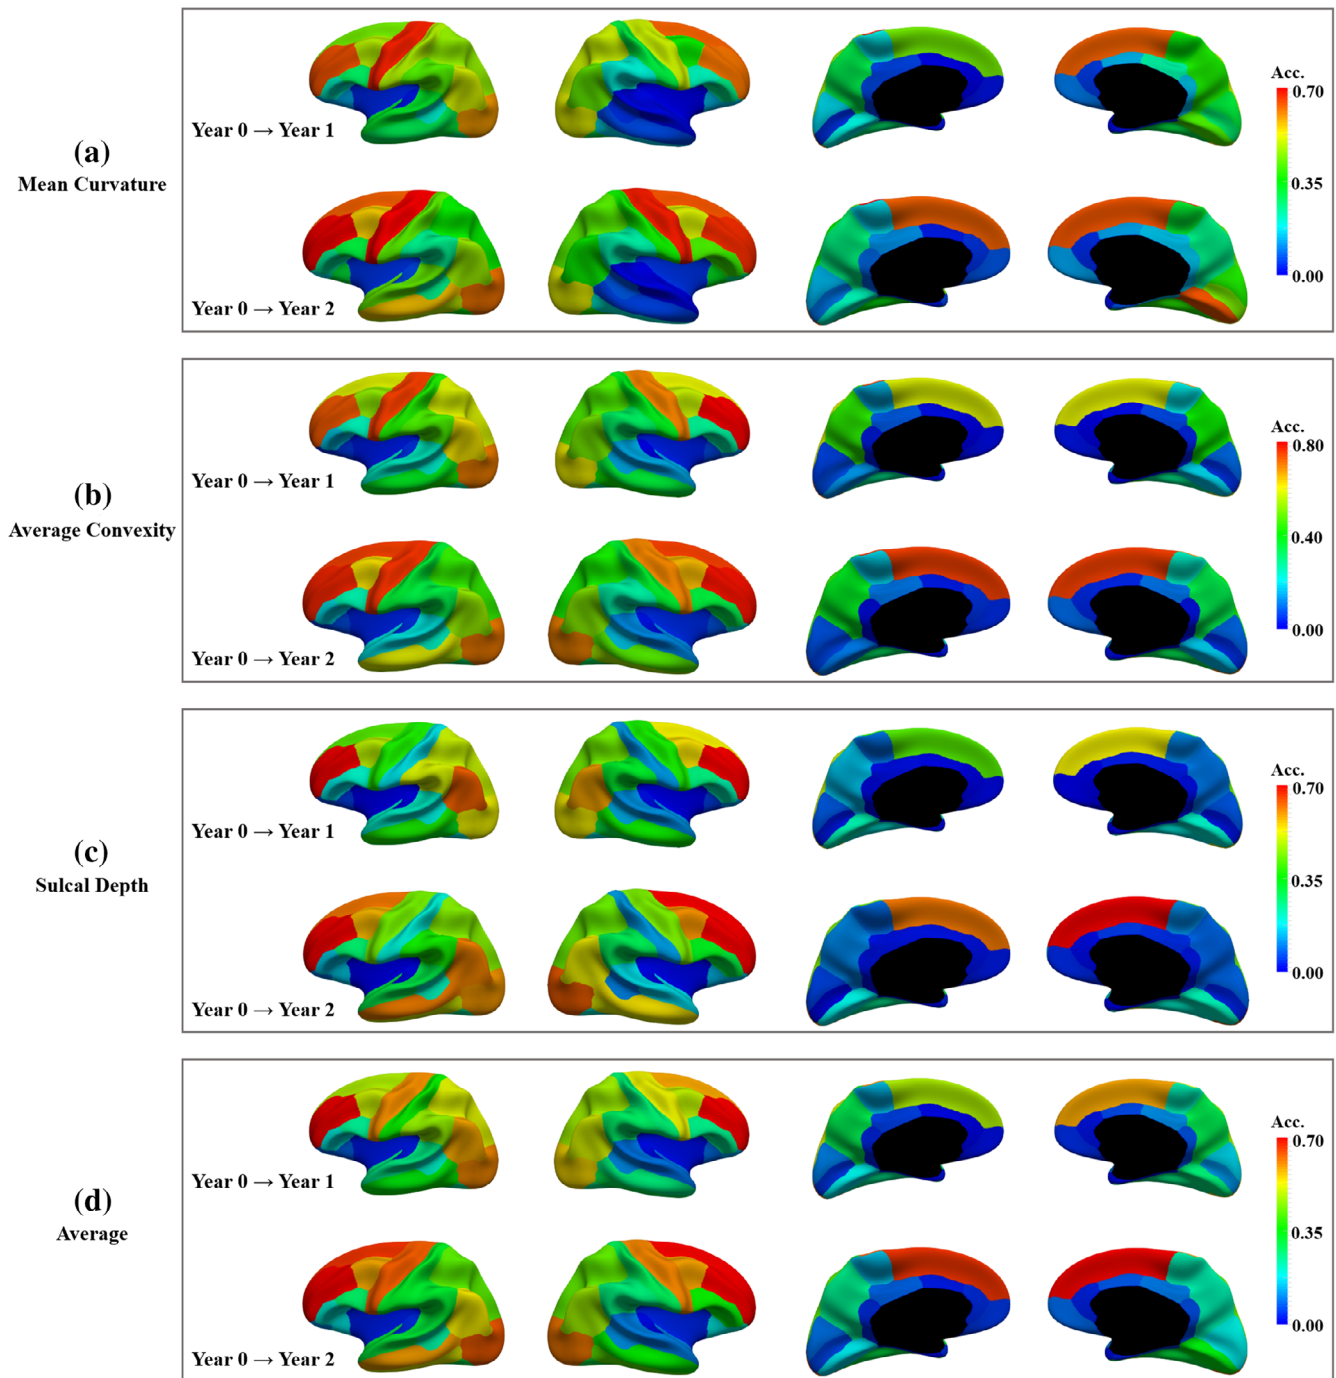 (a)
Mean Curvature
Year 0 → Year 1
Year 0 → Year 2
Acc.
0.70
0.35
0.00
(b)
Average Convexity
Year 0 → Year 1
Year 0 → Year 2
Acc.
0.80
0.40
0.00
(c)
Sulcal Depth
Year 0 → Year 1
Year 0 → Year 2
Acc.
0.70
0.35
0.00
(d)
Average
Year 0 → Year 1
Year 0 → Year 2
Acc.
0.70
0.35
0.00